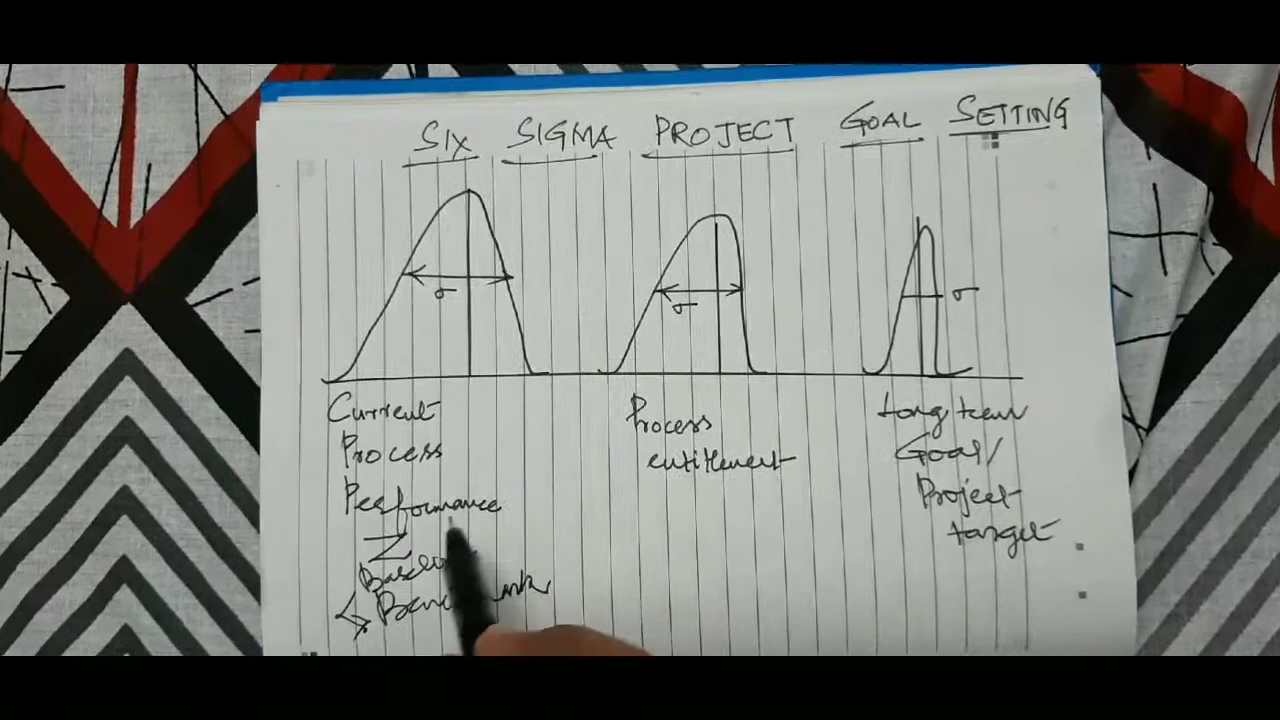 SIX SIGMA PROJECT GOAL SETTING
σ σ σ
Current
Process
Performance
Z
Process
entitlement
Long term
Goal/
Project
target